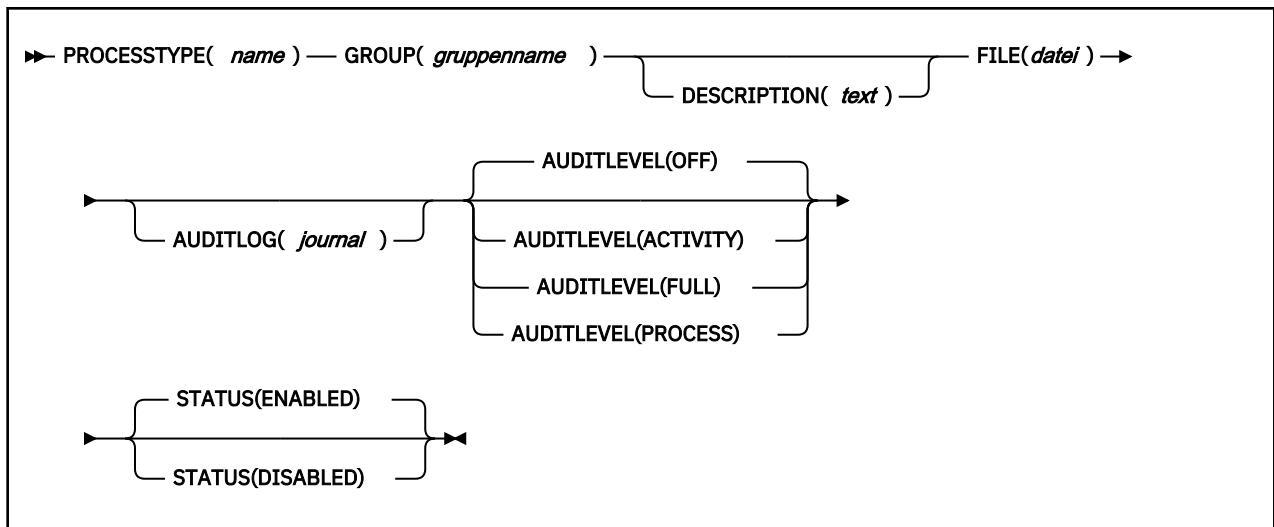 PROCESSTYPE( name ) GROUP( gruppenname ) FILE(datei )
DESCRIPTION( text )
AUDITLEVEL(OFF)
AUDITLOG( journal ) AUDITLEVEL(ACTIVITY)
AUDITLEVEL(FULL)
AUDITLEVEL(PROCESS)
STATUS(ENABLED)
STATUS(DISABLED)